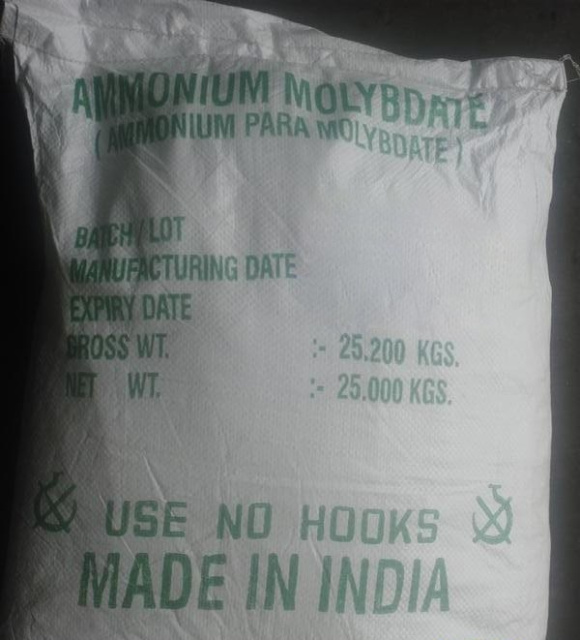 AMMONIUM MOLYBDATE
( AMMONIUM PARA MOLYBDATE )
BATCH / LOT
MANUFACTURING DATE
EXPIRY DATE
GROSS WT. :- 25.200 KGS.
NET WT. :- 25.000 KGS.
USE NO HOOKS
MADE IN INDIA